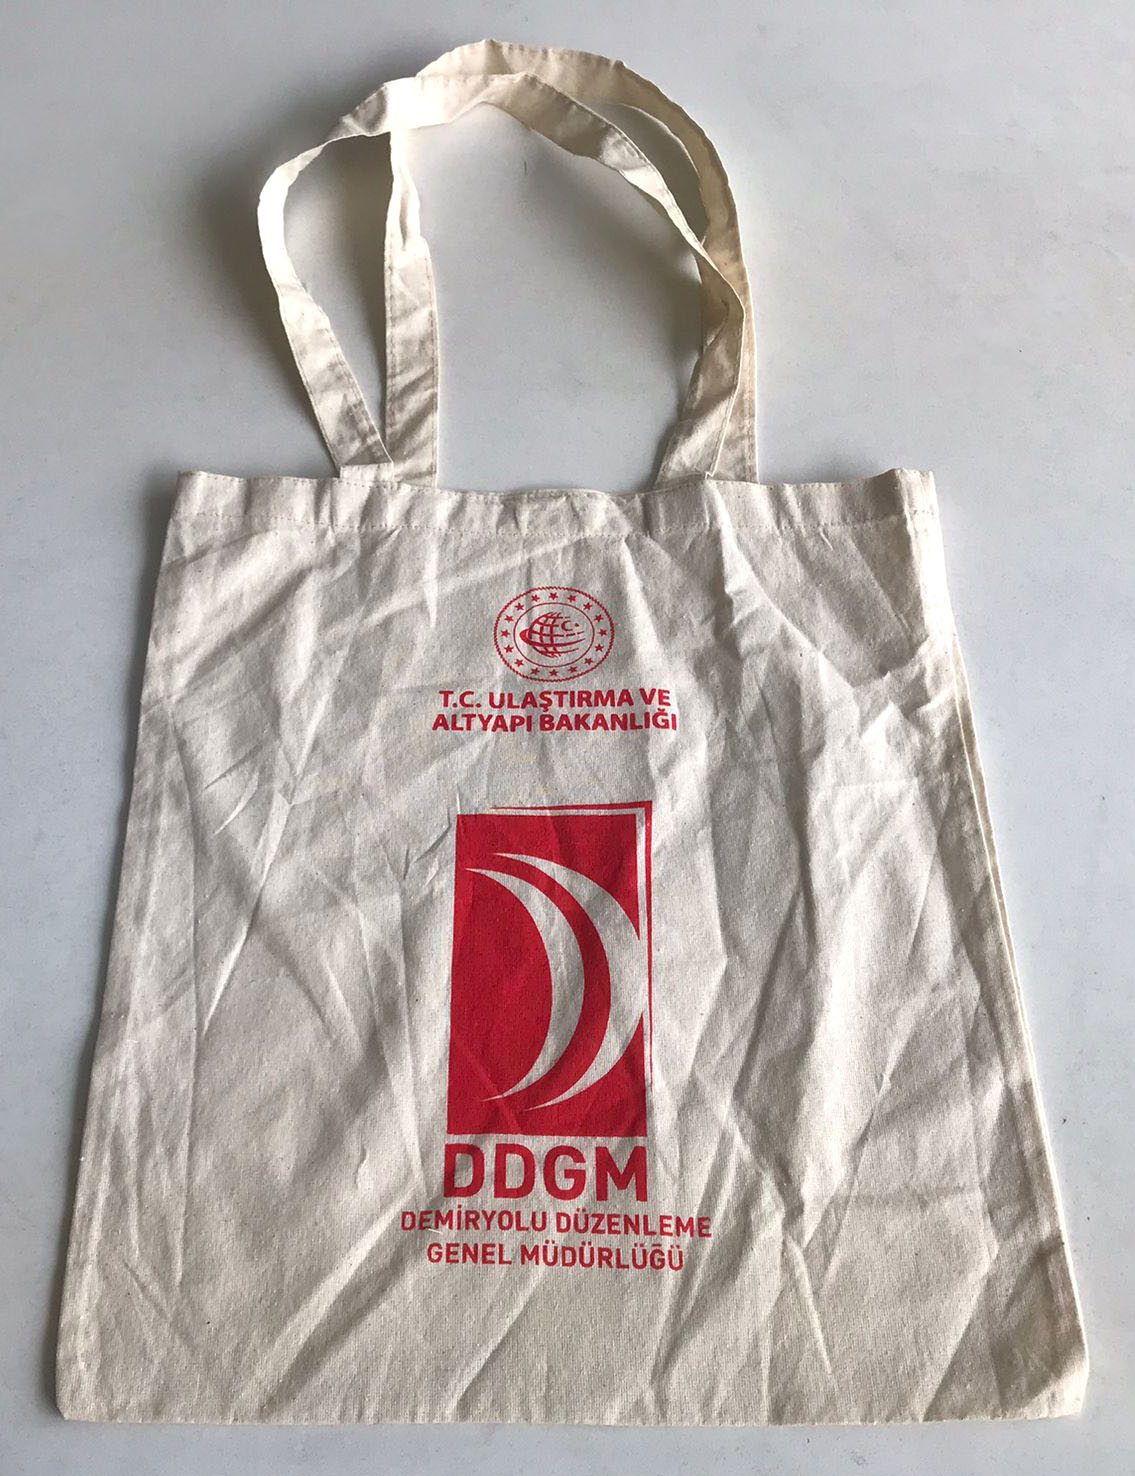 T.C. ULAŞTIRMA VE
ALTYAPI BAKANLIĞI
DDGM
DEMİRYOLU DÜZENLEME
GENEL MÜDÜRLÜĞÜ